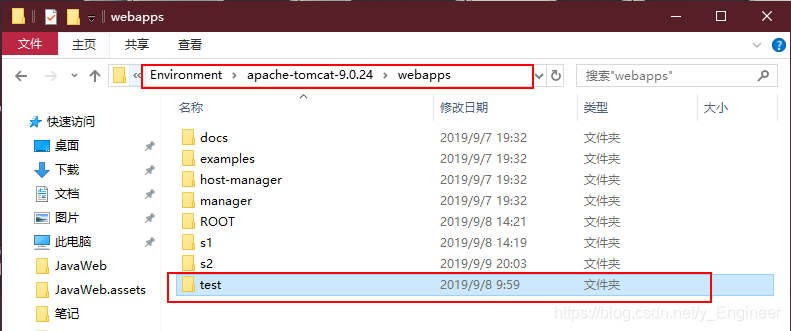 webapps
文件 主页 共享 查看
« Environment > apache-tomcat-9.0.24 > webapps 搜索"webapps"
名称 修改日期 类型 大小
快速访问
桌面
下载
文档
图片
此电脑
JavaWeb
JavaWeb.assets
笔记
docs 2019/9/7 19:32 文件夹
examples 2019/9/7 19:32 文件夹
host-manager 2019/9/7 19:32 文件夹
manager 2019/9/7 19:32 文件夹
ROOT 2019/9/8 14:21 文件夹
s1 2019/9/8 14:19 文件夹
s2 2019/9/9 20:03 文件夹
test 2019/9/8 9:59 文件夹
https://blog.csdn.net/y_Engineer